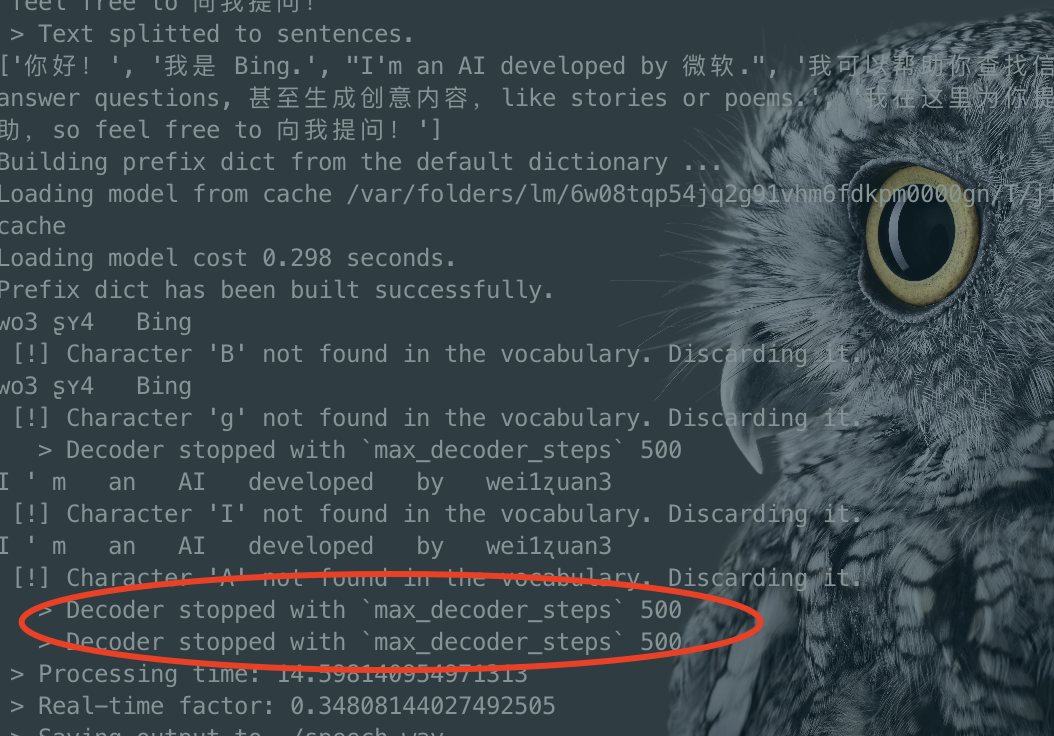 feel free to 向我提问！
> Text splitted to sentences.
['你好！', '我是 Bing.', "I'm an AI developed by 微软.", '我可以帮助你查找信
answer questions, 甚至生成创意内容, like stories or poems.', '我在这里为你提
助, so feel free to 向我提问！']
Building prefix dict from the default dictionary ...
Loading model from cache /var/folders/lm/6w08tqp54jq2g91vhm6fdkpm0000gn/T/ji
cache
Loading model cost 0.298 seconds.
Prefix dict has been built successfully.
wo3 ʂʏ4   Bing
[!] Character 'B' not found in the vocabulary. Discarding it.
wo3 ʂʏ4   Bing
[!] Character 'g' not found in the vocabulary. Discarding it.
> Decoder stopped with `max_decoder_steps` 500
I ' m   an   AI   developed   by   wei1ʐuan3
[!] Character 'I' not found in the vocabulary. Discarding it.
I ' m   an   AI   developed   by   wei1ʐuan3
[!] Character 'A' not found in the vocabulary. Discarding it.
> Decoder stopped with `max_decoder_steps` 500
> Decoder stopped with `max_decoder_steps` 500
> Processing time: 14.598140954971313
> Real-time factor: 0.34808144027492505
> Saving output to ./speech.wav